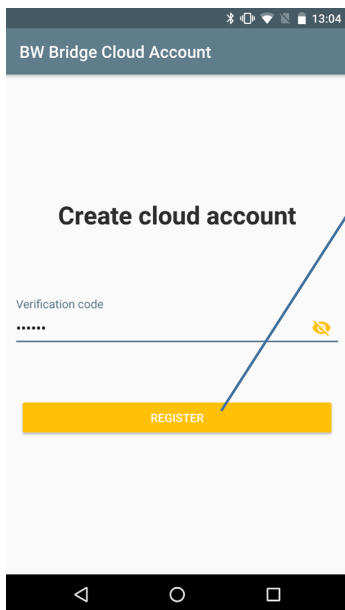 13:04
BW Bridge Cloud Account
Create cloud account
Verification code
••••••
REGISTER